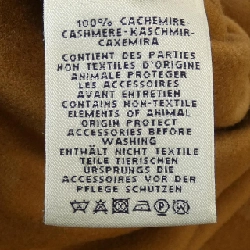 100% CACHEMIRE
CASHMERE-KASCHMIR-
CAXEMIRA
CONTIENT DES PARTIES
NON TEXTILES D'ORIGINE
ANIMALE PROTEGER
LES ACCESSOIRES
AVANT ENTRETIEN
CONTAINS NON-TEXTILE
ELEMENTS OF ANIMAL
ORIGIN PROTECT
ACCESSORIES BEFORE
WASHING
ENTHÄLT NICHT TEXTILE
TEILE TIERISCHEN
URSPRUNGS DIE
ACCESSOIRES VOR DER
PFLEGE SCHUTZEN